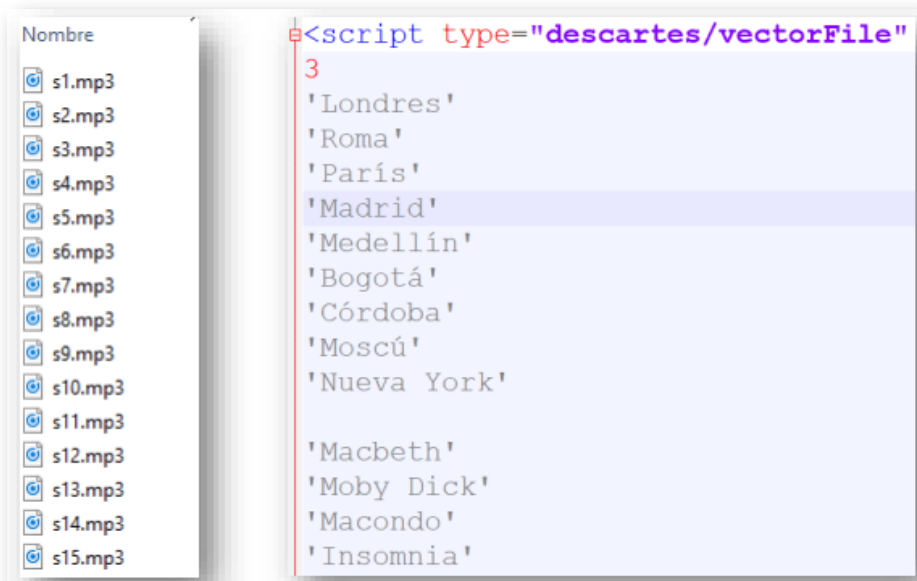 Nombre
s1.mp3
s2.mp3
s3.mp3
s4.mp3
s5.mp3
s6.mp3
s7.mp3
s8.mp3
s9.mp3
s10.mp3
s11.mp3
s12.mp3
s13.mp3
s14.mp3
s15.mp3
<script type="descartes/vectorFile"
3
'Londres'
'Roma'
'París'
'Madrid'
'Medellín'
'Bogotá'
'Córdoba'
'Moscú'
'Nueva York'
'Macbeth'
'Moby Dick'
'Macondo'
'Insomnia'